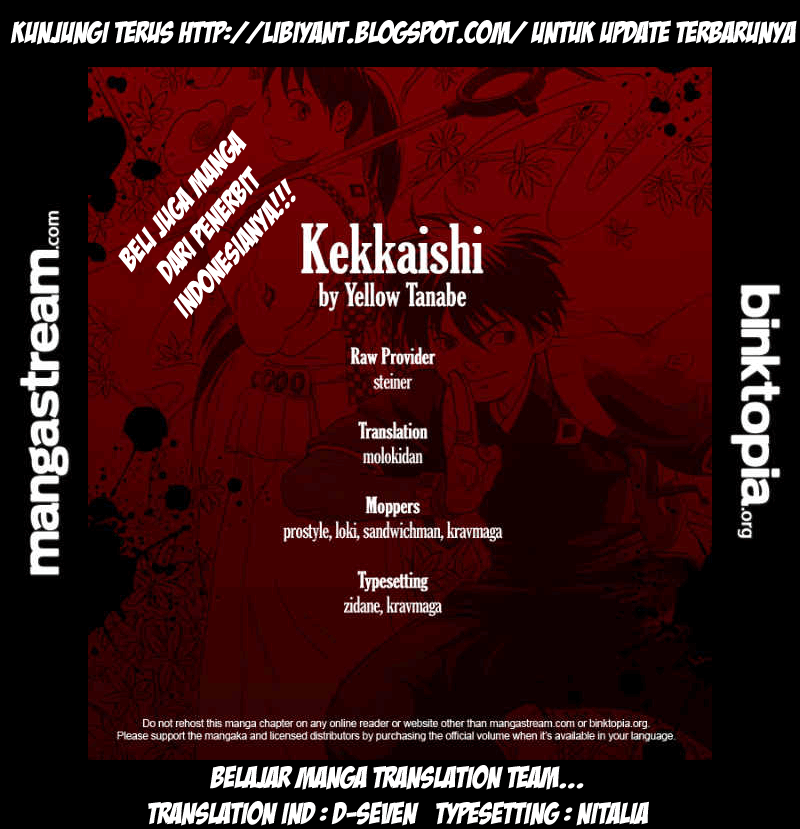 KUNJUNGI TERUS HTTP://LIBIYANT.BLOGSPOT.COM/ UNTUK UPDATE TERBARUNYA
BELI JUGA MANGA
DARI PENERBIT
INDONESIANYA!!!
mangastream.com
Kekkaishi
by Yellow Tanabe
Raw Provider
steiner
Translation
molokidan
Moppers
prostyle, loki, sandwichman, kravmaga
Typesetting
zidane, kravmaga
binktopia.org
Do not rehost this manga chapter on any online reader or website other than mangastream.com or binktopia.org.
Please support the mangaka and licensed distributors by purchasing the official volume when it's available in your language.
BELAJAR MANGA TRANSLATION TEAM...
TRANSLATION IND : D-SEVEN TYPESETTING : NITALIA